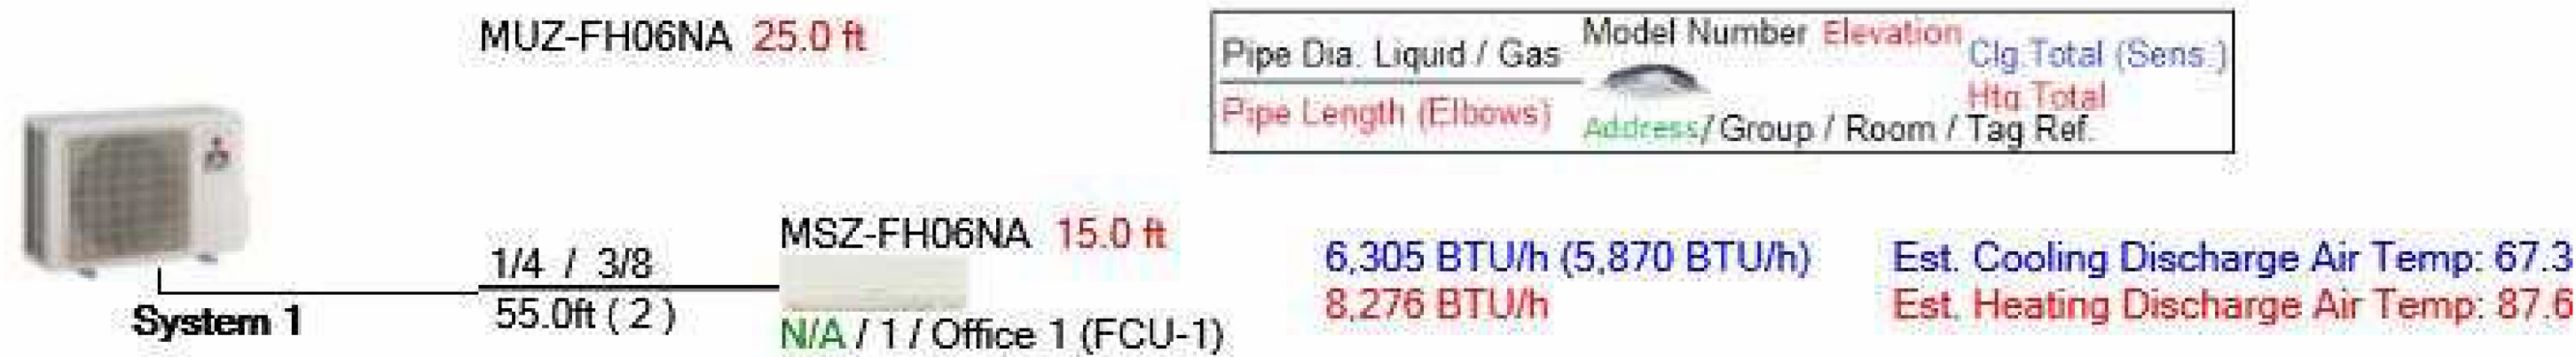 MUZ-FH06NA 25.0 ft
Pipe Dia. Liquid / Gas
Pipe Length (Elbows)
Model Number Elevation
Clg Total (Sens.)
Htg Total
Address / Group / Room / Tag Ref.
System 1
1/4 / 3/8
55.0ft ( 2 )
MSZ-FH06NA 15.0 ft
N/A / 1 / Office 1 (FCU-1)
6,305 BTU/h (5,870 BTU/h)
8,276 BTU/h
Est. Cooling Discharge Air Temp: 67.3
Est. Heating Discharge Air Temp: 87.6